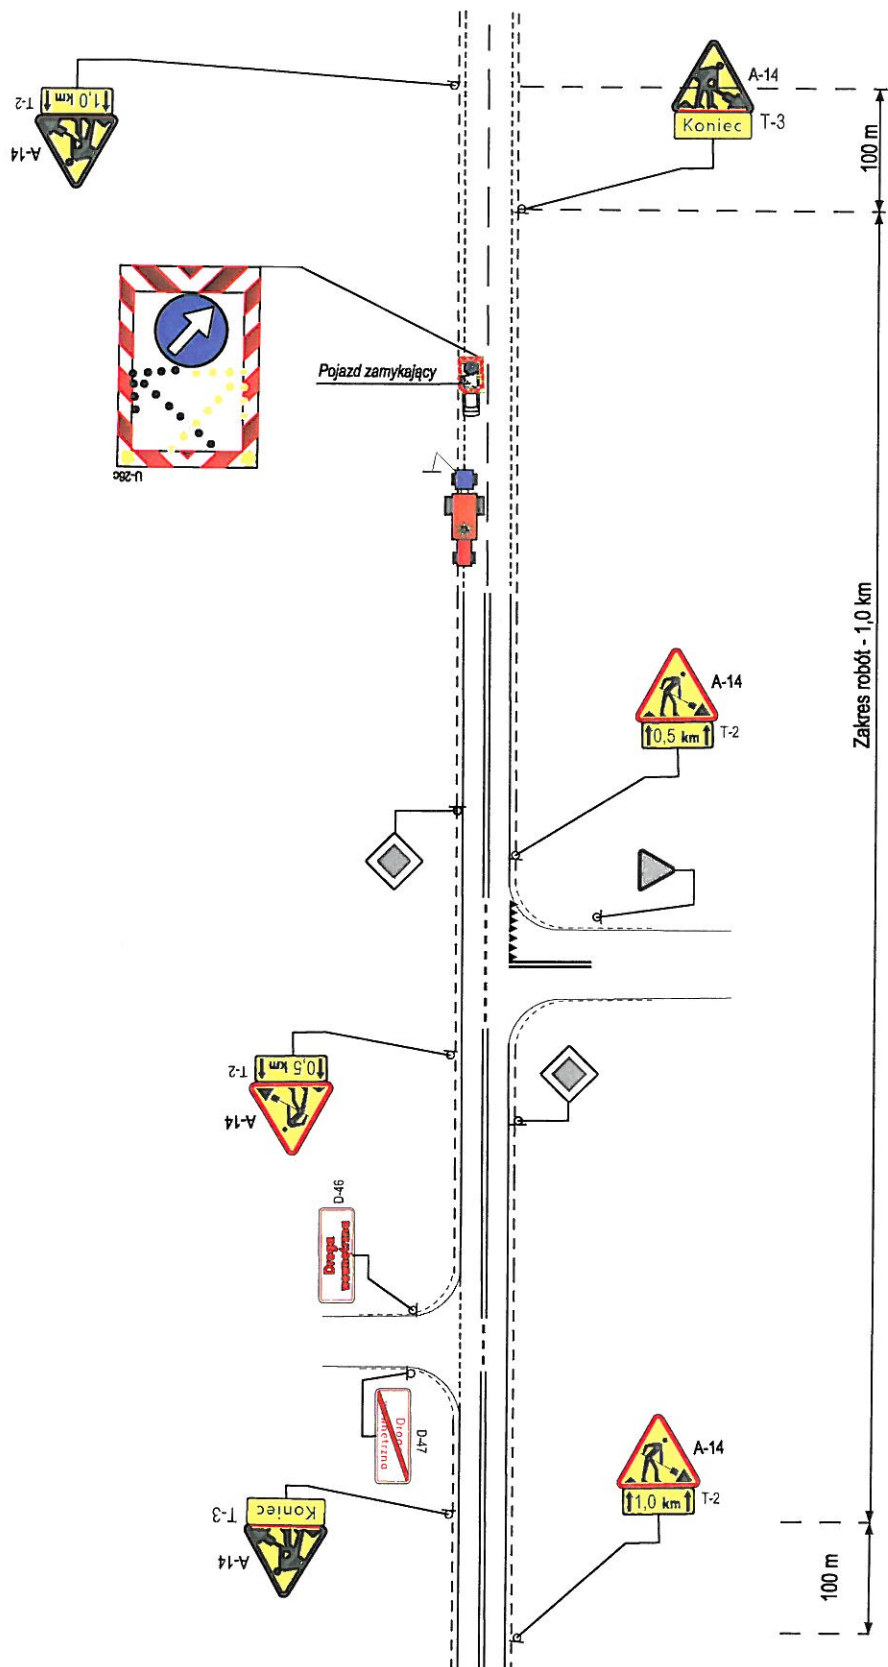 A-14
Koniec
T-3
100 m
1,0 km
T-2
A-14
U-26c
Pojazd zamykający
Zakres robót - 1,0 km
A-14
0,5 km
T-2
0,5 km
T-2
A-14
D-46
Droga
wewnętrzna
D-47
Droga
wewnętrzna
Koniec
T-3
A-14
A-14
1,0 km
T-2
100 m